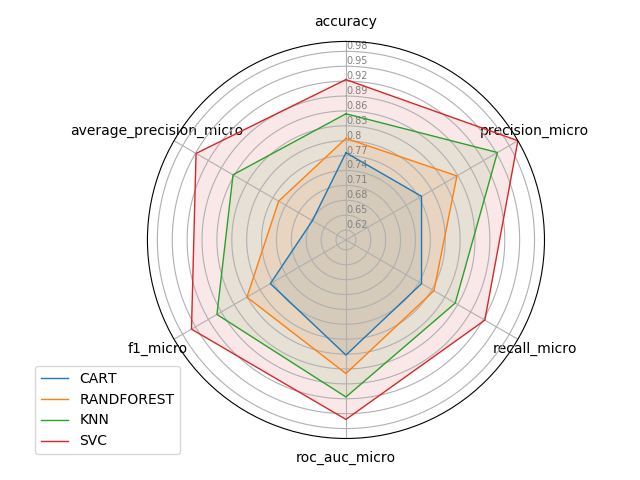 accuracy
0.98
0.95
0.92
0.89
0.86
0.83
0.8
0.77
0.74
0.71
0.68
0.65
0.62
average_precision_micro
precision_micro
f1_micro
recall_micro
roc_auc_micro
CART
RANDFOREST
KNN
SVC